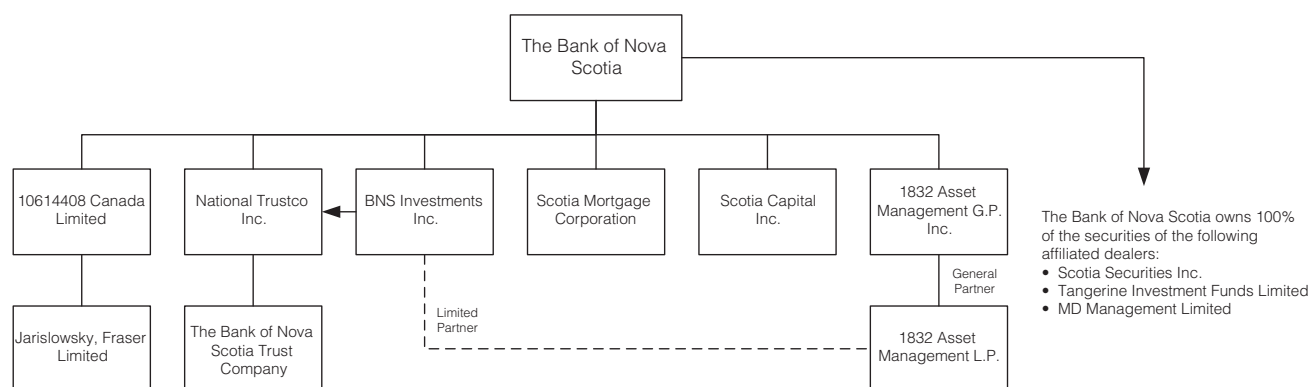 The Bank of Nova
Scotia
10614408 Canada
Limited
National Trustco
Inc.
BNS Investments
Inc.
Scotia Mortgage
Corporation
Scotia Capital
Inc.
1832 Asset
Management G.P.
Inc.
The Bank of Nova Scotia owns 100%
of the securities of the following
affiliated dealers:
• Scotia Securities Inc.
• Tangerine Investment Funds Limited
• MD Management Limited
General
Partner
Limited
Partner
Jarislowsky, Fraser
Limited
The Bank of Nova
Scotia Trust
Company
1832 Asset
Management L.P.